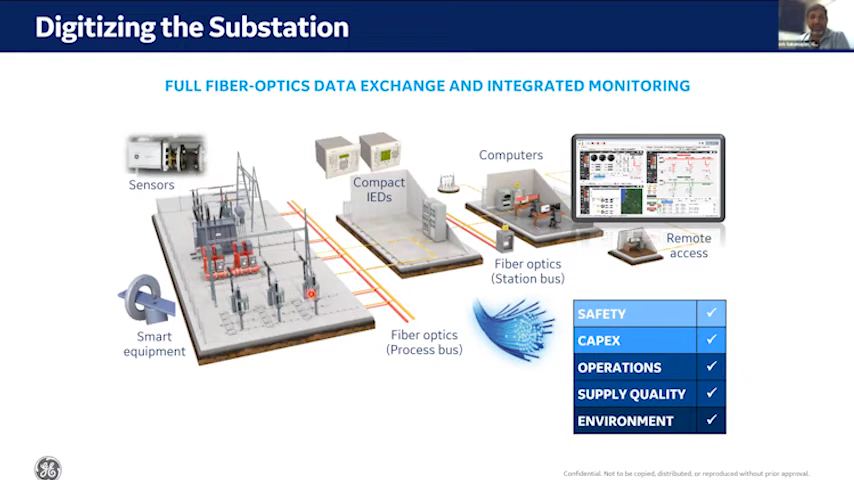 Digitizing the Substation
FULL FIBER-OPTICS DATA EXCHANGE AND INTEGRATED MONITORING
Sensors
Compact
IEDs
Computers
Remote
access
Fiber optics
(Station bus)
Smart
equipment
Fiber optics
(Process bus)
SAFETY ✓
CAPEX ✓
OPERATIONS ✓
SUPPLY QUALITY ✓
ENVIRONMENT ✓
Confidential. Not to be copied, distributed, or reproduced without prior approval.